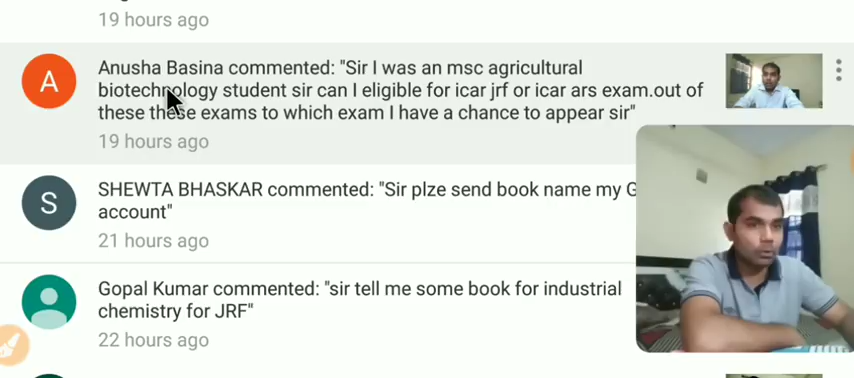 19 hours ago
A
Anusha Basina commented: "Sir I was an msc agricultural
biotechnology student sir can I eligible for icar jrf or icar ars exam.out of
these these exams to which exam I have a chance to appear sir"
19 hours ago
S
SHEWTA BHASKAR commented: "Sir plze send book name my G
account"
21 hours ago
Gopal Kumar commented: "sir tell me some book for industrial
chemistry for JRF"
22 hours ago